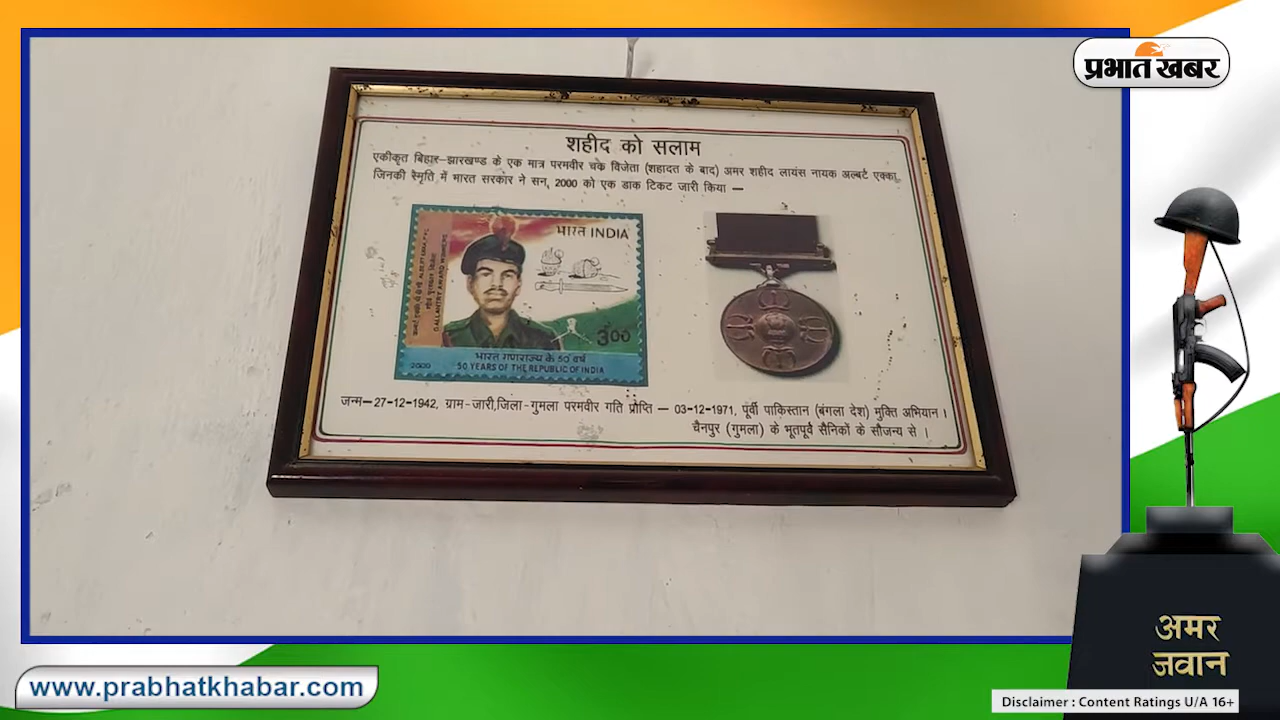 प्रभात खबर
शहीद को सलाम
एकीकृत बिहार–झारखण्ड के एक मात्र परमवीर चक्र विजेता (शहादत के बाद) अमर शहीद लायंस नायक अल्बर्ट एक्का,
जिनकी स्मृति में भारत सरकार ने सन् 2000 को एक डाक टिकट जारी किया —
भारत INDIA
GALLANTRY AWARD WINNERS
3.00
भारत गणराज्य के 50 वर्ष
2000 50 YEARS OF THE REPUBLIC OF INDIA
जन्म–27-12-1942, ग्राम-जारी,जिला-गुमला परमवीर गति प्राप्ति — 03-12-1971, पूर्वी पाकिस्तान (बंगला देश) मुक्ति अभियान ।
चैनपुर (गुमला) के भूतपूर्व सैनिकों के सौजन्य से ।
अमर
जवान
www.prabhatkhabar.com
Disclaimer : Content Ratings U/A 16+